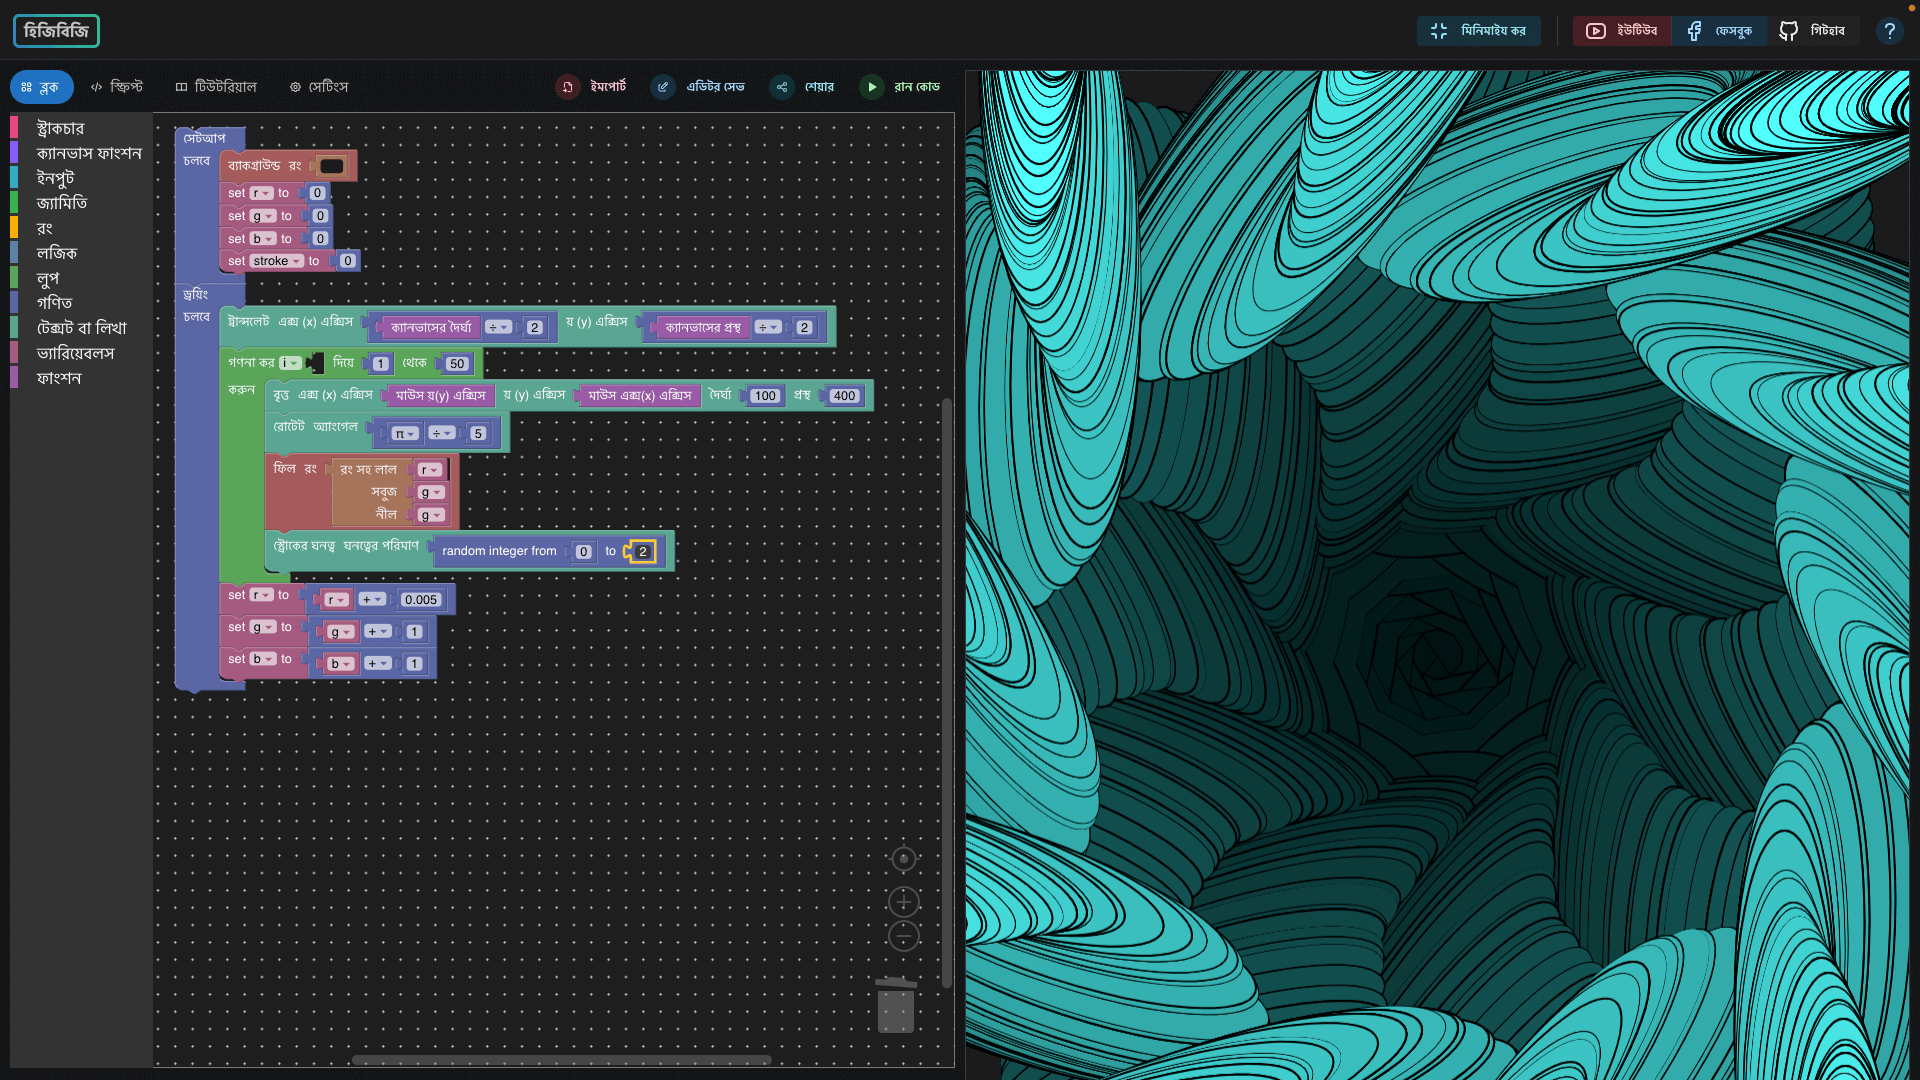 হিজিবিজি
মিনিমাইয কর
ইউটিউব
ফেসবুক
গিটহাব
?
ব্লক
স্ক্রিপ্ট
টিউটরিয়াল
সেটিংস
ইমপোর্ট
এডিটর সেভ
শেয়ার
রান কোড
স্ট্রাকচার
ক্যানভাস ফাংশন
ইনপুট
জ্যামিতি
রং
লজিক
লুপ
গণিত
টেক্সট বা লিখা
ভ্যারিয়েবলস
ফাংশন
সেটআপ
চলবে
ব্যাকগ্রাউন্ড রং
set r to 0
set g to 0
set b to 0
set stroke to 0
ড্রয়িং
চলবে
ট্রান্সলেট এক্স (x) এক্সিস ক্যানভাসের দৈর্ঘ্য ÷ 2 য় (y) এক্সিস ক্যানভাসের প্রস্থ ÷ 2
গণনা কর i দিয়ে 1 থেকে 50
করুন
বৃত্ত এক্স (x) এক্সিস মাউস য়(y) এক্সিস য় (y) এক্সিস মাউস এক্স(x) এক্সিস দৈর্ঘ্য 100 প্রস্থ 400
রোটেট অ্যাংগেল π ÷ 5
ফিল রং রং সহ লাল r
সবুজ g
নীল g
স্ট্রোকের ঘনত্ব ঘনত্বের পরিমাণ random integer from 0 to 2
set r to r + 0.005
set g to g + 1
set b to b + 1